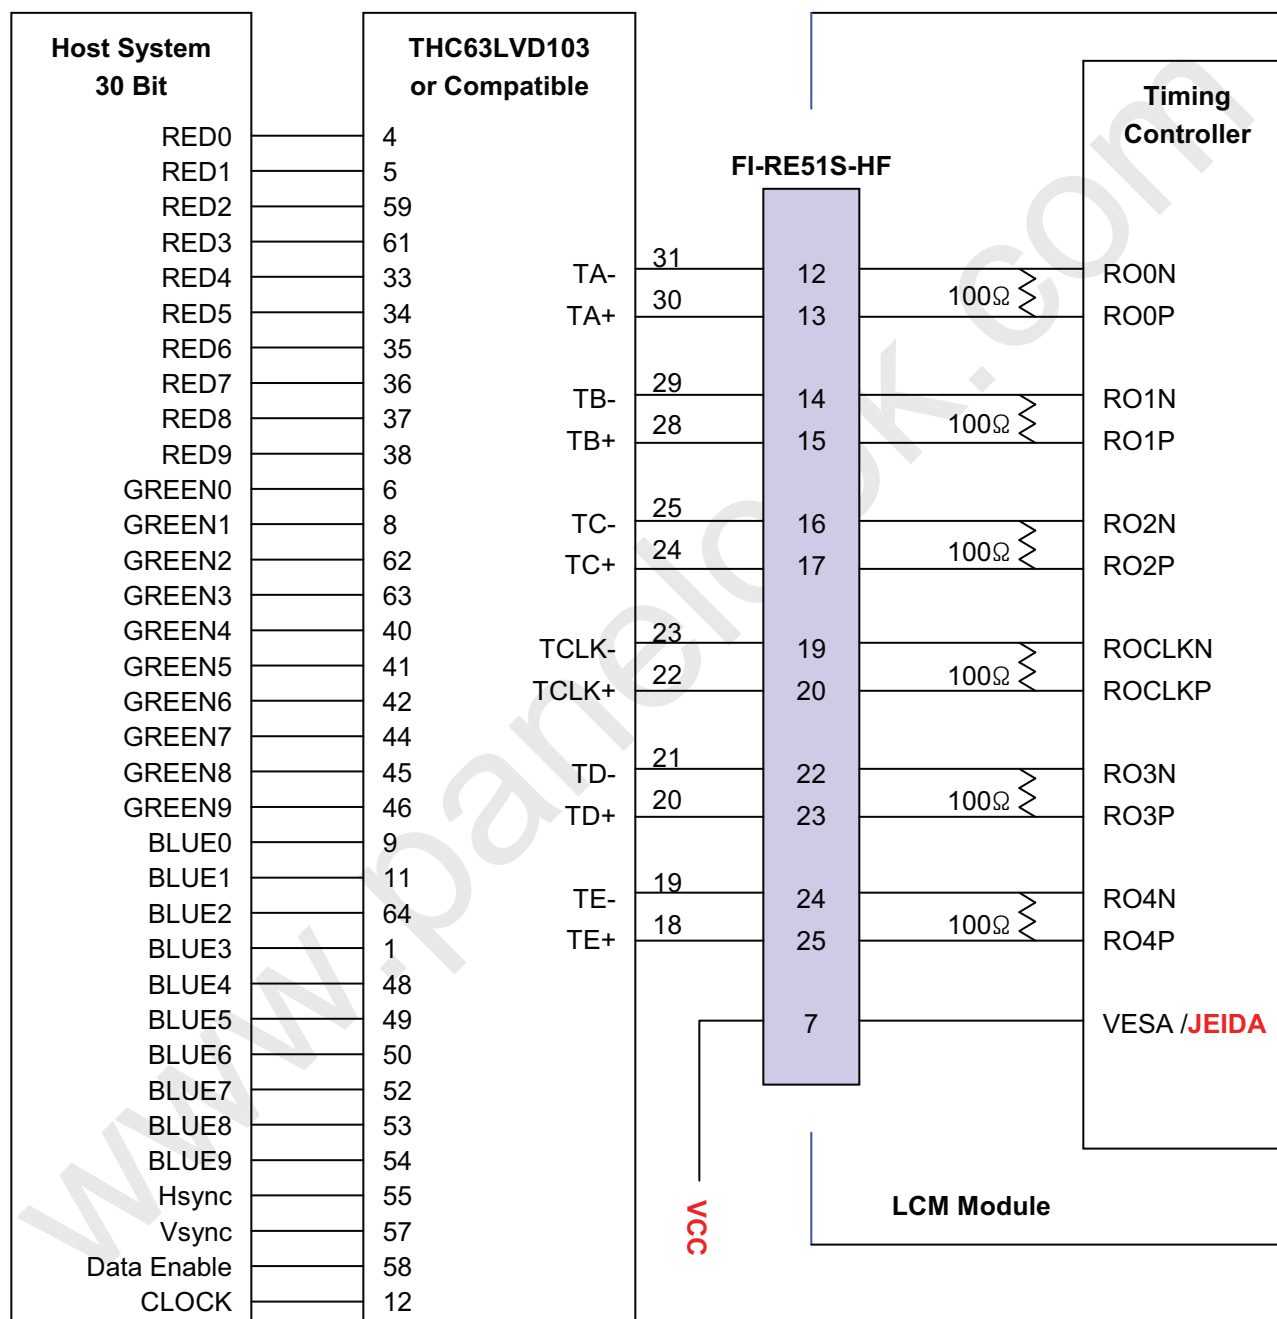 Host System
30 Bit
RED0
RED1
RED2
RED3
RED4
RED5
RED6
RED7
RED8
RED9
GREEN0
GREEN1
GREEN2
GREEN3
GREEN4
GREEN5
GREEN6
GREEN7
GREEN8
GREEN9
BLUE0
BLUE1
BLUE2
BLUE3
BLUE4
BLUE5
BLUE6
BLUE7
BLUE8
BLUE9
Hsync
Vsync
Data Enable
CLOCK
THC63LVD103
or Compatible
4
5
59
61
33
34
35
36
37
38
6
8
62
63
40
41
42
44
45
46
9
11
64
1
48
49
50
52
53
54
55
57
58
12
TA- 31
TA+ 30
TB- 29
TB+ 28
TC- 25
TC+ 24
TCLK- 23
TCLK+ 22
TD- 21
TD+ 20
TE- 19
TE+ 18
VCC
FI-RE51S-HF
12
13
14
15
16
17
19
20
22
23
24
25
7
100Ω
100Ω
100Ω
100Ω
100Ω
100Ω
Timing
Controller
RO0N
RO0P
RO1N
RO1P
RO2N
RO2P
ROCLKN
ROCLKP
RO3N
RO3P
RO4N
RO4P
VESA /JEIDA
LCM Module
www.panelook.com